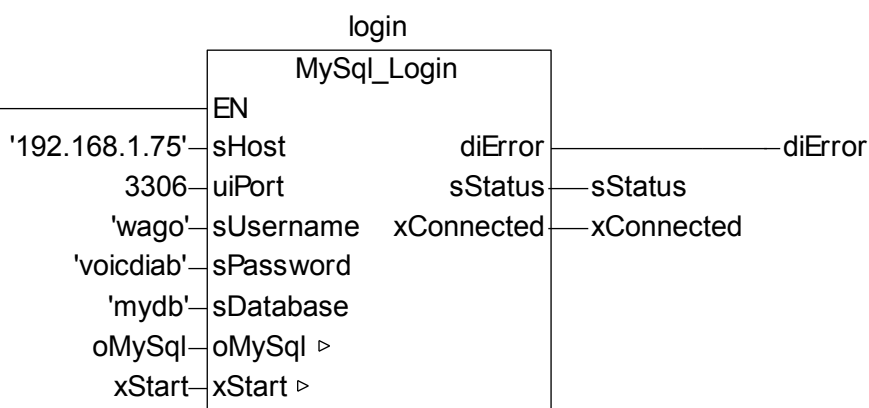 login
MySql_Login
EN
'192.168.1.75' sHost diError diError
3306 uiPort sStatus sStatus
'wago' sUsername xConnected xConnected
'voicdiab' sPassword
'mydb' sDatabase
oMySql oMySql
xStart xStart